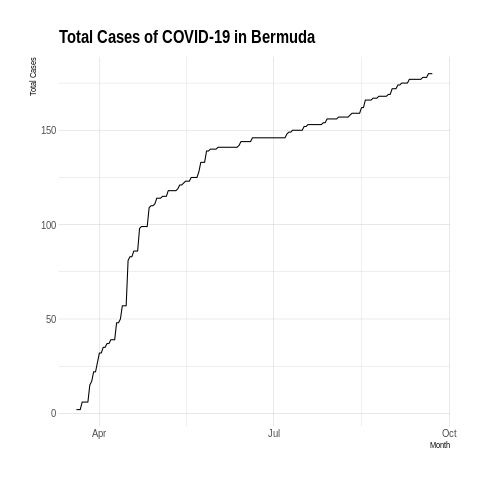 Total Cases of COVID-19 in Bermuda
Total Cases
150
100
50
0
Apr Jul Oct
Month